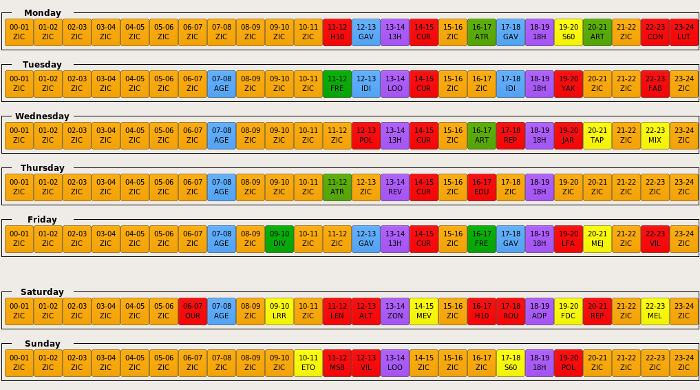 Monday
00-01 01-02 02-03 03-04 04-05 05-06 06-07 07-08 08-09 09-10 10-11 11-12 12-13 13-14 14-15 15-16 16-17 17-18 18-19 19-20 20-21 21-22 22-23 23-24
ZIC ZIC ZIC ZIC ZIC ZIC ZIC ZIC ZIC ZIC ZIC H10 GAV 13H CUR ZIC ATR GAV 18H S60 ART ZIC CON LUT
Tuesday
00-01 01-02 02-03 03-04 04-05 05-06 06-07 07-08 08-09 09-10 10-11 11-12 12-13 13-14 14-15 15-16 16-17 17-18 18-19 19-20 20-21 21-22 22-23 23-24
ZIC ZIC ZIC ZIC ZIC ZIC ZIC AGE ZIC ZIC ZIC FRE IDI LOO CUR ZIC ZIC IDI 18H YAK ZIC ZIC FAB ZIC
Wednesday
00-01 01-02 02-03 03-04 04-05 05-06 06-07 07-08 08-09 09-10 10-11 11-12 12-13 13-14 14-15 15-16 16-17 17-18 18-19 19-20 20-21 21-22 22-23 23-24
ZIC ZIC ZIC ZIC ZIC ZIC ZIC AGE ZIC ZIC ZIC ZIC POL 13H CUR ZIC ART REP 18H JAR TAP ZIC MIX ZIC
Thursday
00-01 01-02 02-03 03-04 04-05 05-06 06-07 07-08 08-09 09-10 10-11 11-12 12-13 13-14 14-15 15-16 16-17 17-18 18-19 19-20 20-21 21-22 22-23 23-24
ZIC ZIC ZIC ZIC ZIC ZIC ZIC AGE ZIC ZIC ZIC ATR ZIC REV CUR ZIC EDU ZIC 18H ZIC ZIC ZIC ZIC ZIC
Friday
00-01 01-02 02-03 03-04 04-05 05-06 06-07 07-08 08-09 09-10 10-11 11-12 12-13 13-14 14-15 15-16 16-17 17-18 18-19 19-20 20-21 21-22 22-23 23-24
ZIC ZIC ZIC ZIC ZIC ZIC ZIC AGE ZIC DIV ZIC ZIC GAV 13H CUR ZIC FRE GAV 18H LFA MEJ ZIC VIL ZIC
Saturday
00-01 01-02 02-03 03-04 04-05 05-06 06-07 07-08 08-09 09-10 10-11 11-12 12-13 13-14 14-15 15-16 16-17 17-18 18-19 19-20 20-21 21-22 22-23 23-24
ZIC ZIC ZIC ZIC ZIC ZIC OUR AGE ZIC LRR ZIC LEN ALT ZON MEV ZIC H10 ROU ADP FDC REP ZIC MEL ZIC
Sunday
00-01 01-02 02-03 03-04 04-05 05-06 06-07 07-08 08-09 09-10 10-11 11-12 12-13 13-14 14-15 15-16 16-17 17-18 18-19 19-20 20-21 21-22 22-23 23-24
ZIC ZIC ZIC ZIC ZIC ZIC ZIC ZIC ZIC ZIC ETO MSB VIL LOO ZIC ZIC ZIC S60 18H POL ZIC ZIC ZIC ZIC